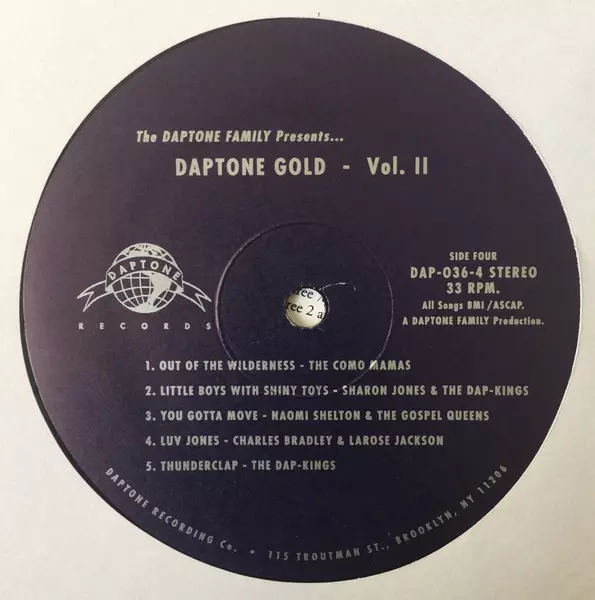 The DAPTONE FAMILY Presents...
DAPTONE GOLD - Vol. II
DAPTONE
RECORDS
SIDE FOUR
DAP-036-4 STEREO
33 RPM.
All Songs BMI /ASCAP.
A DAPTONE FAMILY Production.
ree
ree 2 a
1. OUT OF THE WILDERNESS - THE COMO MAMAS
2. LITTLE BOYS WITH SHINY TOYS - SHARON JONES & THE DAP-KINGS
3. YOU GOTTA MOVE - NAOMI SHELTON & THE GOSPEL QUEENS
4. LUV JONES - CHARLES BRADLEY & LAROSE JACKSON
5. THUNDERCLAP - THE DAP-KINGS
DAPTONE RECORDING Co. • 115 TROUTMAN ST., BROOKLYN, NY 11206